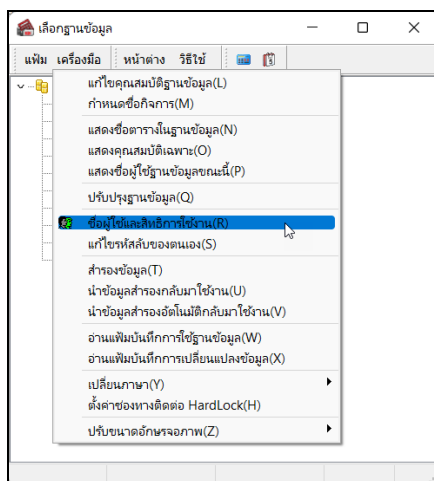 เลือกฐานข้อมูล
แฟ้ม เครื่องมือ หน้าต่าง วิธีใช้
แก้ไขคุณสมบัติฐานข้อมูล(L)
กำหนดชื่อกิจการ(M)
แสดงชื่อตารางในฐานข้อมูล(N)
แสดงคุณสมบัติเฉพาะ(O)
แสดงชื่อผู้ใช้ฐานข้อมูลขณะนี้(P)
ปรับปรุงฐานข้อมูล(Q)
ชื่อผู้ใช้และสิทธิการใช้งาน(R)
แก้ไขรหัสลับของตนเอง(S)
สำรองข้อมูล(T)
นำข้อมูลสำรองกลับมาใช้งาน(U)
นำข้อมูลสำรองอัตโนมัติกลับมาใช้งาน(V)
อ่านแฟ้มบันทึกการใช้ฐานข้อมูล(W)
อ่านแฟ้มบันทึกการเปลี่ยนแปลงข้อมูล(X)
เปลี่ยนภาษา(Y)
ตั้งค่าช่องทางติดต่อ HardLock(H)
ปรับขนาดอักษรจอภาพ(Z)